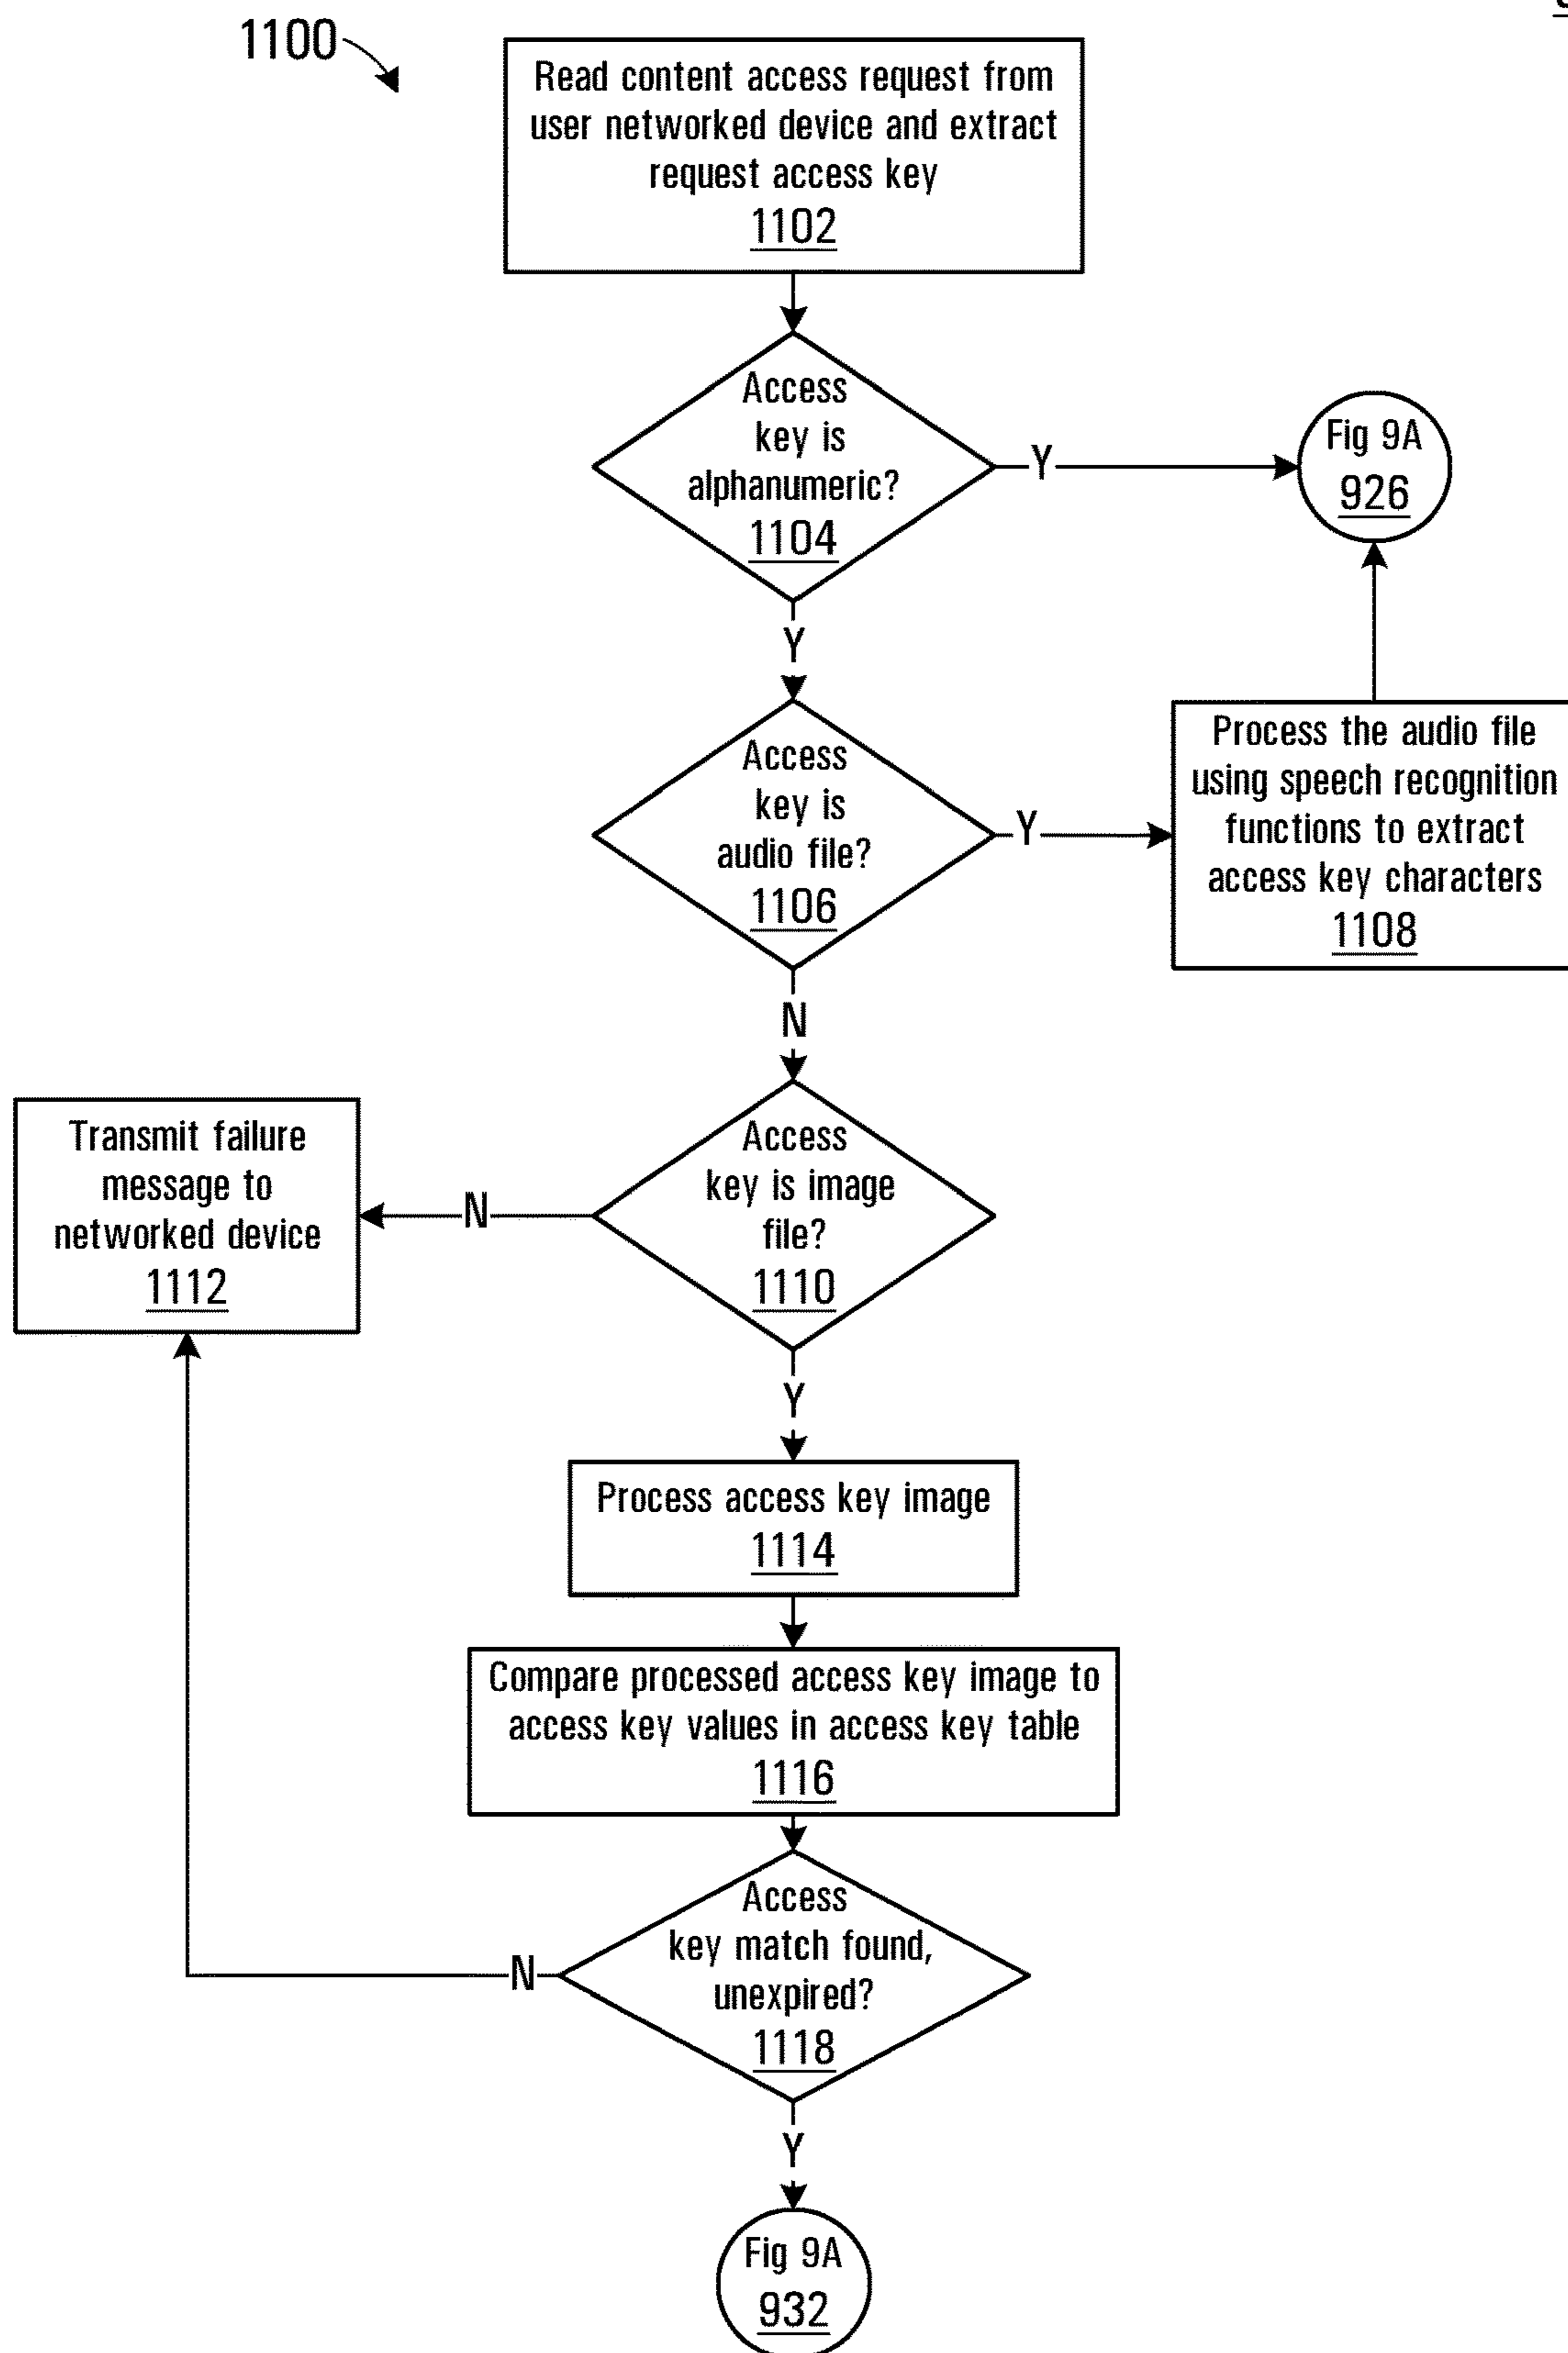 1100
Read content access request from
user networked device and extract
request access key
1102
Access
key is
alphanumeric?
1104
Y
Fig 9A
926
Y
Access
key is
audio file?
1106
Y
Process the audio file
using speech recognition
functions to extract
access key characters
1108
N
Access
key is image
file?
1110
N
Transmit failure
message to
networked device
1112
Y
Process access key image
1114
Compare processed access key image to
access key values in access key table
1116
Access
key match found,
unexpired?
1118
N
Y
Fig 9A
932